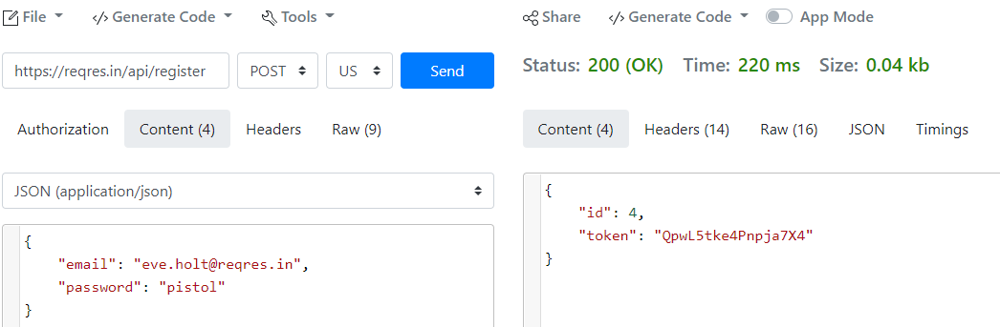 File Generate Code Tools
https://reqres.in/api/register POST US Send
Authorization Content (4) Headers Raw (9)
JSON (application/json)
{
"email": "eve.holt@reqres.in",
"password": "pistol"
}
Share Generate Code App Mode
Status: 200 (OK) Time: 220 ms Size: 0.04 kb
Content (4) Headers (14) Raw (16) JSON Timings
{
"id": 4,
"token": "QpwL5tke4Pnpja7X4"
}